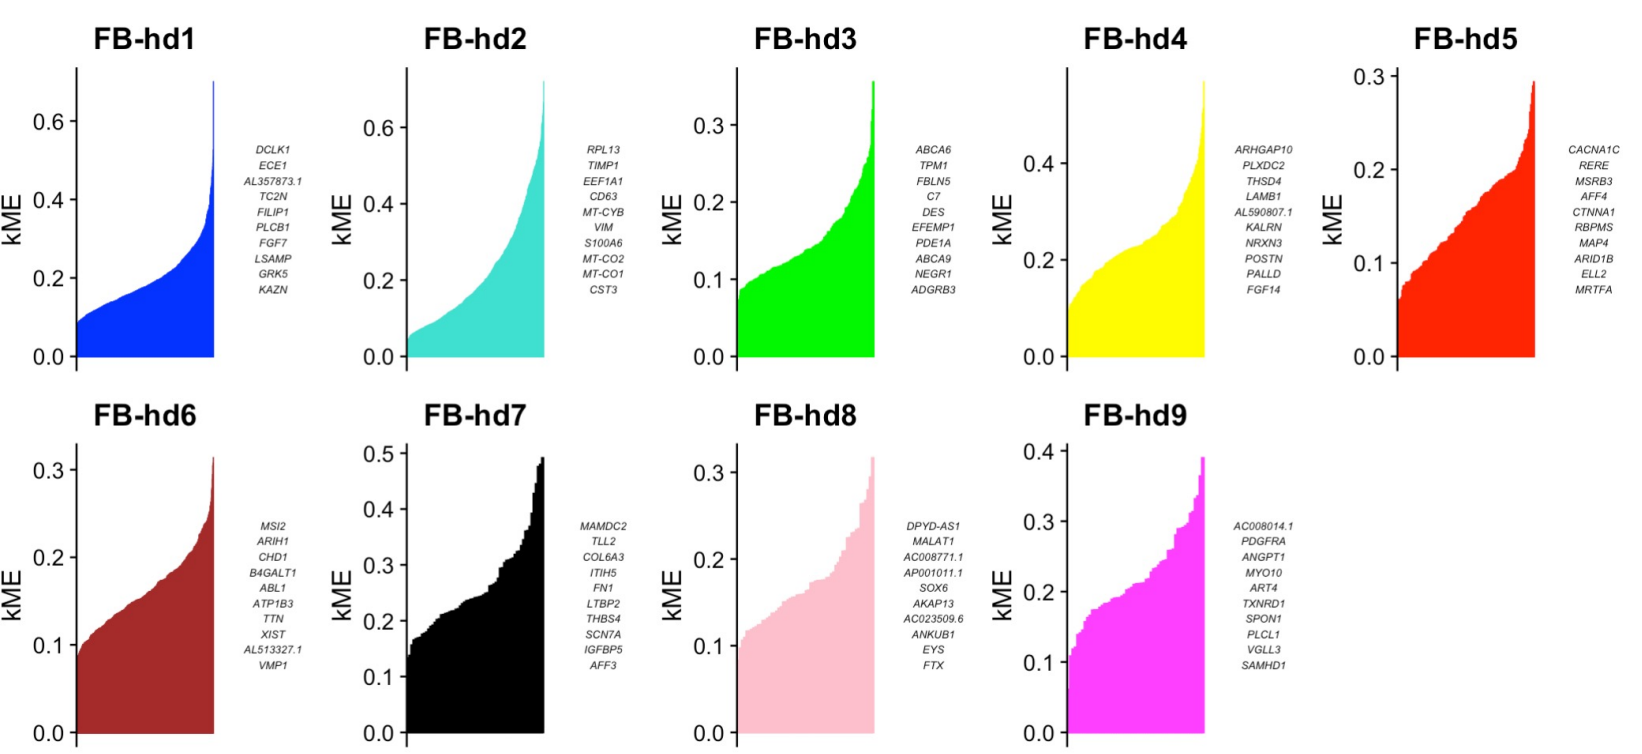 FB-hd1
kME
0.6
0.4
0.2
0.0
DCLK1
ECE1
AL357873.1
TC2N
FILIP1
PLCB1
FGF7
LSAMP
GRK5
KAZN
FB-hd2
kME
0.6
0.4
0.2
0.0
RPL13
TIMP1
EEF1A1
CD63
MT-CYB
VIM
S100A6
MT-CO2
MT-CO1
CST3
FB-hd3
kME
0.3
0.2
0.1
0.0
ABCA6
TPM1
FBLN5
C7
DES
EFEMP1
PDE1A
ABCA9
NEGR1
ADGRB3
FB-hd4
kME
0.4
0.2
0.0
ARHGAP10
PLXDC2
THSD4
LAMB1
AL590807.1
KALRN
NRXN3
POSTN
PALLD
FGF14
FB-hd5
kME
0.3
0.2
0.1
0.0
CACNA1C
RERE
MSRB3
AFF4
CTNNA1
RBPMS
MAP4
ARID1B
ELL2
MRTFA
FB-hd6
kME
0.3
0.2
0.1
0.0
MSI2
ARIH1
CHD1
B4GALT1
ABL1
ATP1B3
TTN
XIST
AL513327.1
VMP1
FB-hd7
kME
0.5
0.4
0.3
0.2
0.1
0.0
MAMDC2
TLL2
COL6A3
ITIH5
FN1
LTBP2
THBS4
SCN7A
IGFBP5
AFF3
FB-hd8
kME
0.3
0.2
0.1
0.0
DPYD-AS1
MALAT1
AC008771.1
AP001011.1
SOX6
AKAP13
AC023509.6
ANKUB1
EYS
FTX
FB-hd9
kME
0.4
0.3
0.2
0.1
0.0
AC008014.1
PDGFRA
ANGPT1
MYO10
ART4
TXNRD1
SPON1
PLCL1
VGLL3
SAMHD1